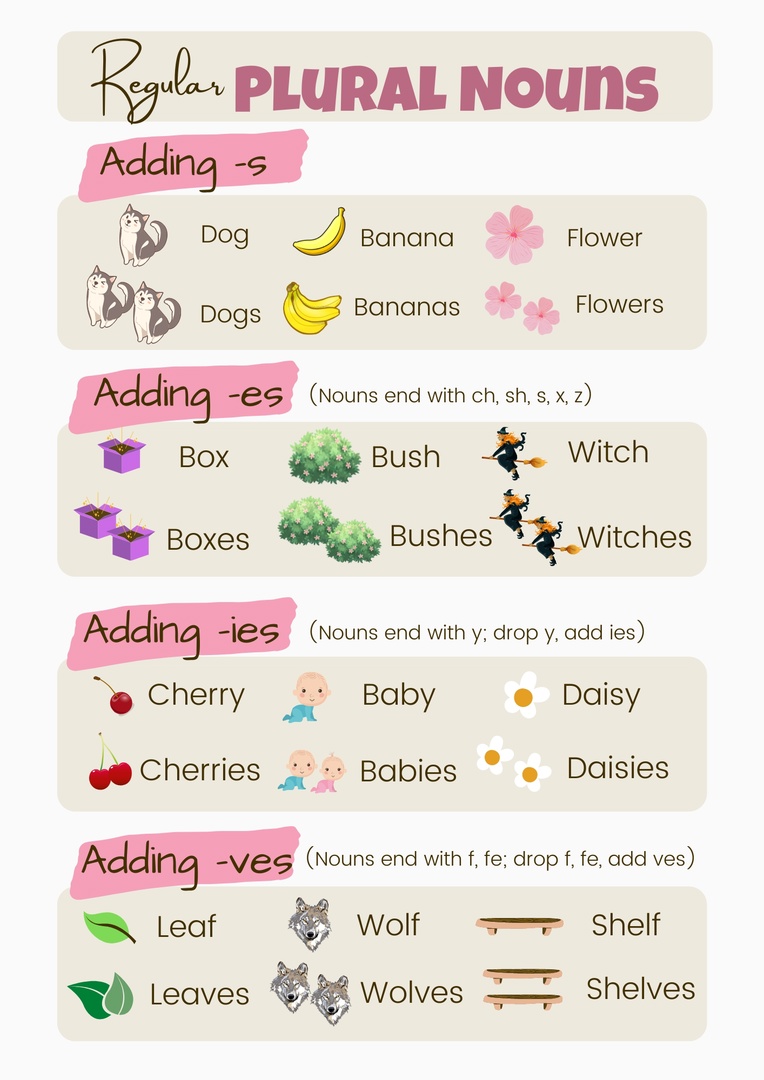 Regular PLURAL NOUNS
Adding -s
Dog Banana Flower
Dogs Bananas Flowers
Adding -es (Nouns end with ch, sh, s, x, z)
Box Bush Witch
Boxes Bushes Witches
Adding -ies (Nouns end with y; drop y, add ies)
Cherry Baby Daisy
Cherries Babies Daisies
Adding -ves (Nouns end with f, fe; drop f, fe, add ves)
Leaf Wolf Shelf
Leaves Wolves Shelves